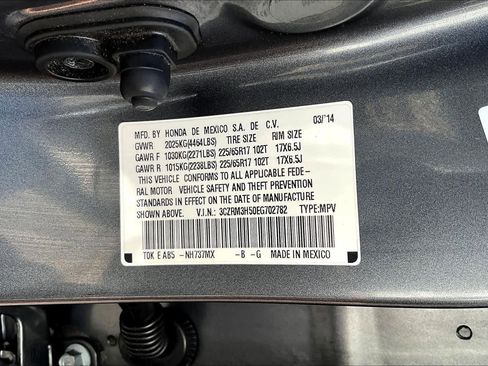 MFD. BY HONDA DE MEXICO S.A. DE C.V. 03/'14
GVWR 2025KG(4464LBS) TIRE SIZE RIM SIZE
GAWR F 1030KG(2271LBS) 225/65R17 102T 17X6.5J
GAWR R 1015KG(2238LBS) 225/65R17 102T 17X6.5J
THIS VEHICLE CONFORMS TO ALL APPLICABLE FEDE-
RAL MOTOR VEHICLE SAFETY AND THEFT PREVENTION
STANDARDS IN EFFECT ON THE DATE OF MANUFACTURE
SHOWN ABOVE. V.I.N.: 3CZRM3H50EG702782 TYPE:MPV
T0K E AB5 -NH737MX -B -G MADE IN MEXICO